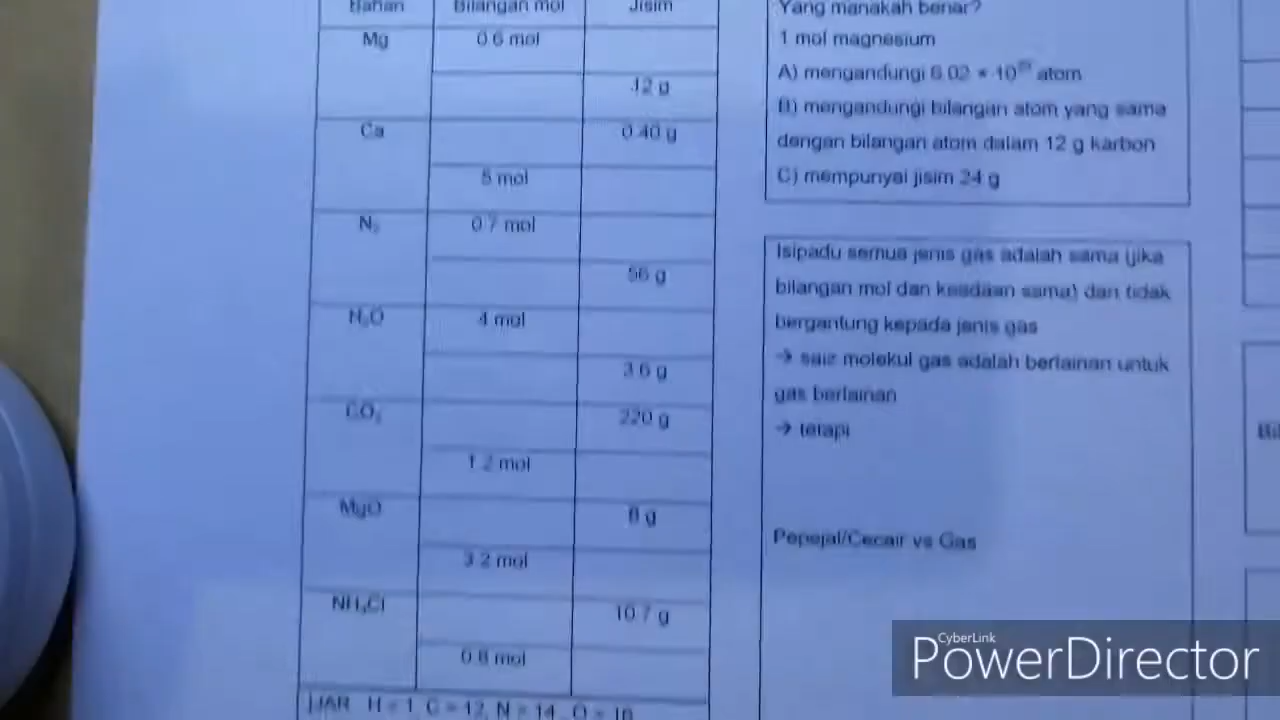 Bahan Bilangan mol Jisim
Mg 0.6 mol
12 g
Ca 0.40 g
5 mol
N₂ 0.7 mol
56 g
H₂O 4 mol
3.6 g
CO₂ 220 g
1.2 mol
MgO 8 g
3.2 mol
NH₄Cl 10.7 g
0.8 mol
JAR H = 1, C = 12, N = 14, O = 16
Yang manakah benar?
1 mol magnesium
A) mengandungi 6.02 × 10²³ atom
B) mengandungi bilangan atom yang sama
dengan bilangan atom dalam 12 g karbon
C) mempunyai jisim 24 g
Isipadu semua jenis gas adalah sama (jika
bilangan mol dan keadaan sama) dan tidak
bergantung kepada jenis gas
→ saiz molekul gas adalah berlainan untuk
gas berlainan
→ tetapi
Pepejal/Cecair vs Gas
CyberLink
PowerDirector